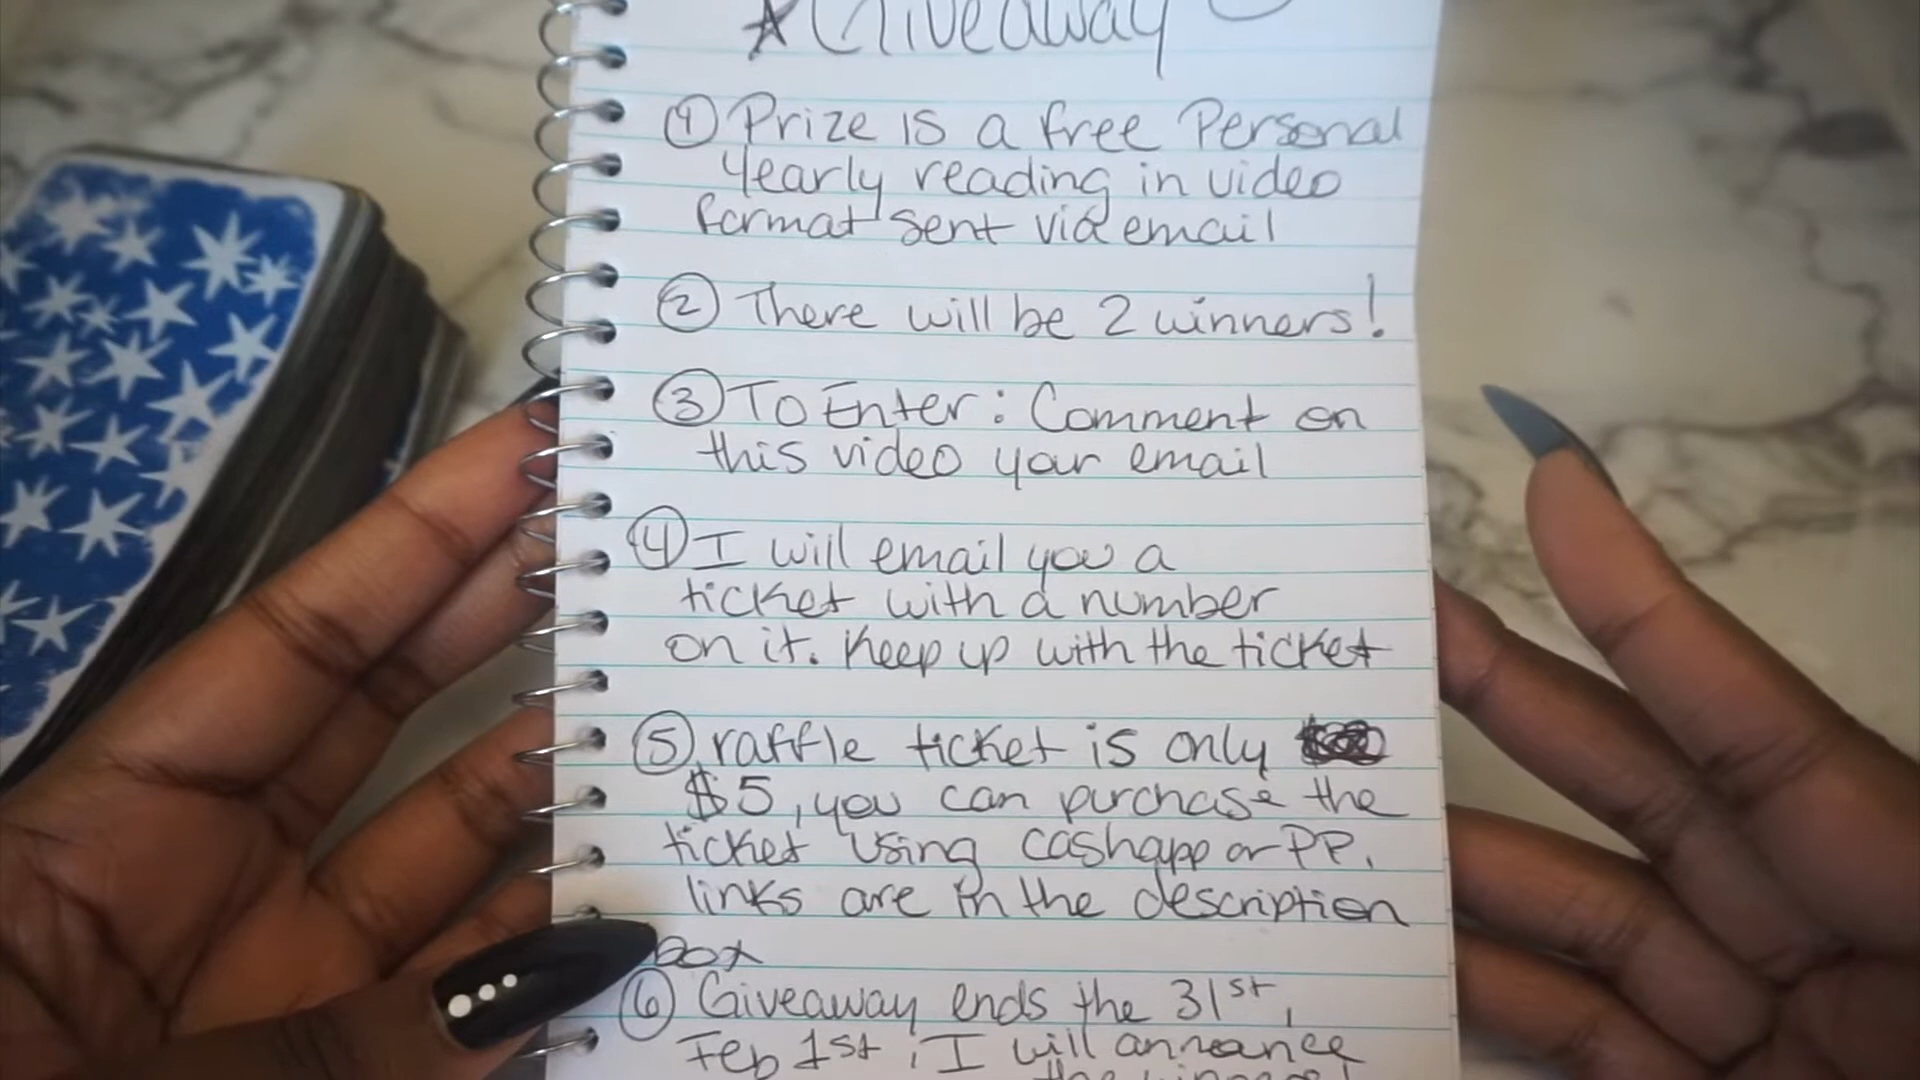 ☆Giveaway
① Prize is a free Personal
Yearly reading in video
format sent via email
② There will be 2 winners!
③ To Enter: Comment on
this video your email
④ I will email you a
ticket with a number
on it. Keep up with the ticket
⑤ raffle ticket is only
$5, you can purchase the
ticket using cashapp or PP.
links are in the description
box
⑥ Giveaway ends the 31st,
Feb 1st, I will announce
the winners!